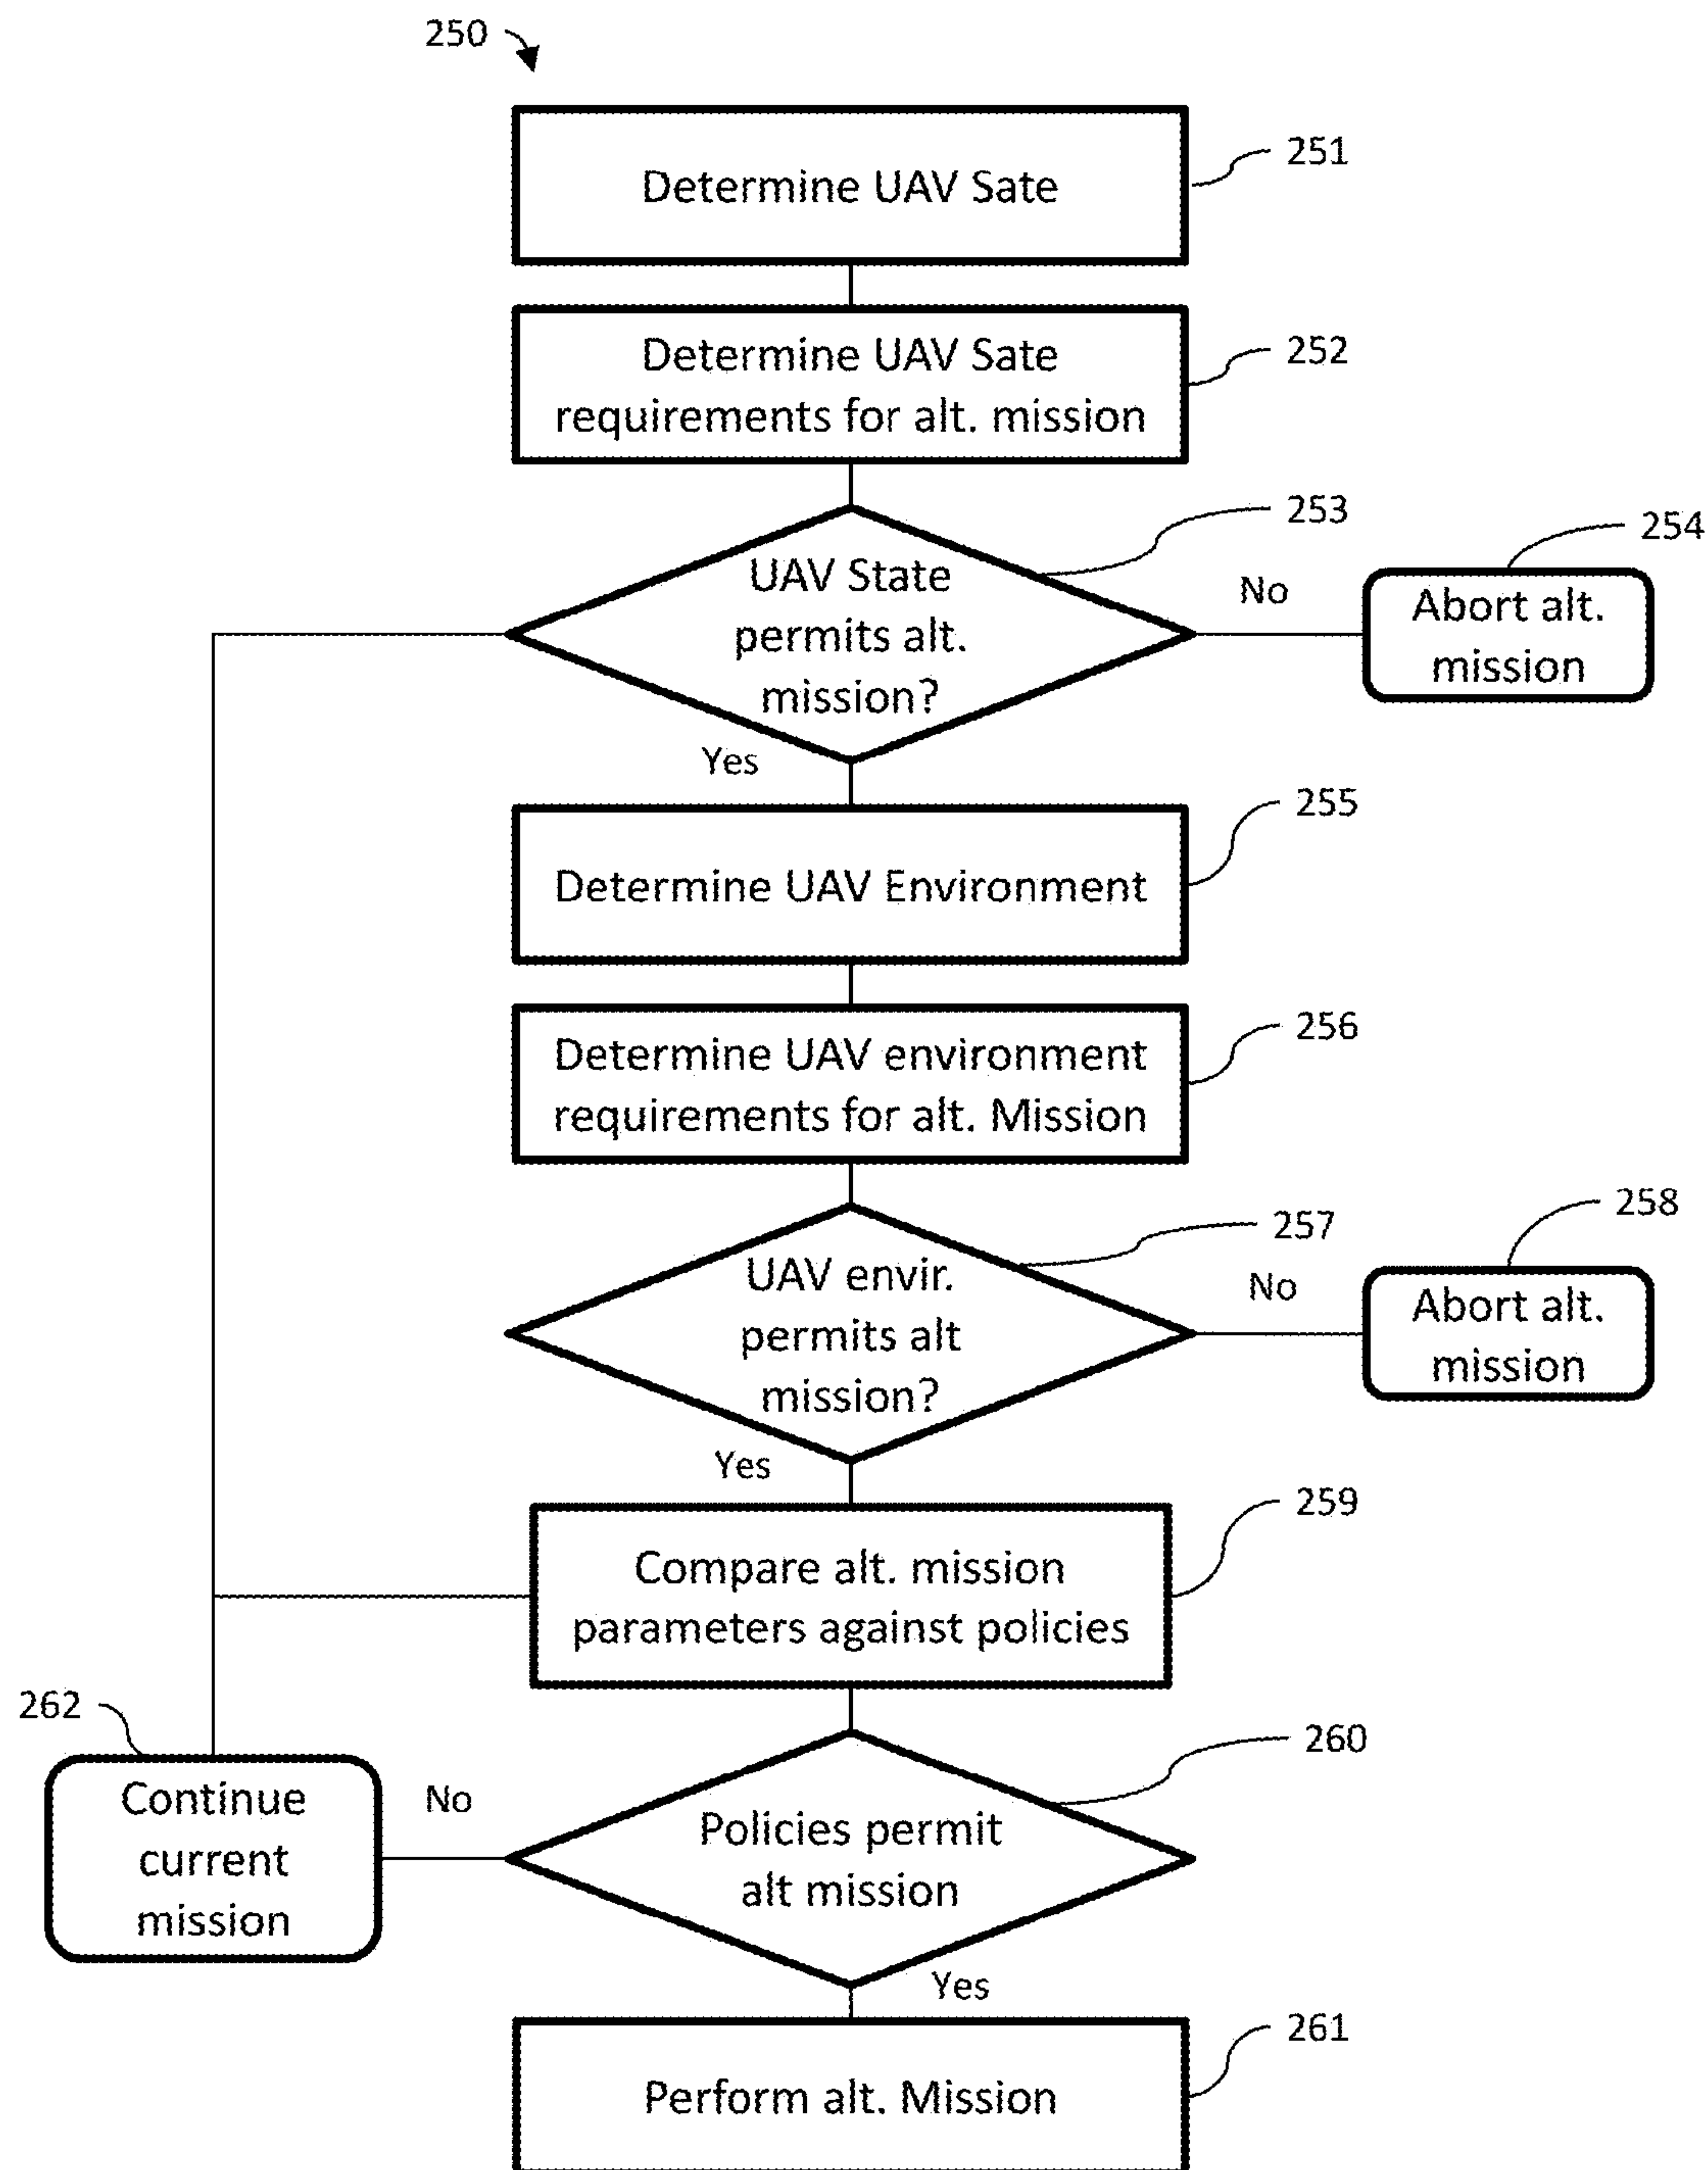 250
Determine UAV Sate
251
Determine UAV Sate
requirements for alt. mission
252
UAV State
permits alt.
mission?
253
No
254
Abort alt.
mission
Yes
Determine UAV Environment
255
Determine UAV environment
requirements for alt. Mission
256
UAV envir.
permits alt
mission?
257
No
258
Abort alt.
mission
Yes
Compare alt. mission
parameters against policies
259
262
Continue
current
mission
No
Policies permit
alt mission
260
Yes
Perform alt. Mission
261